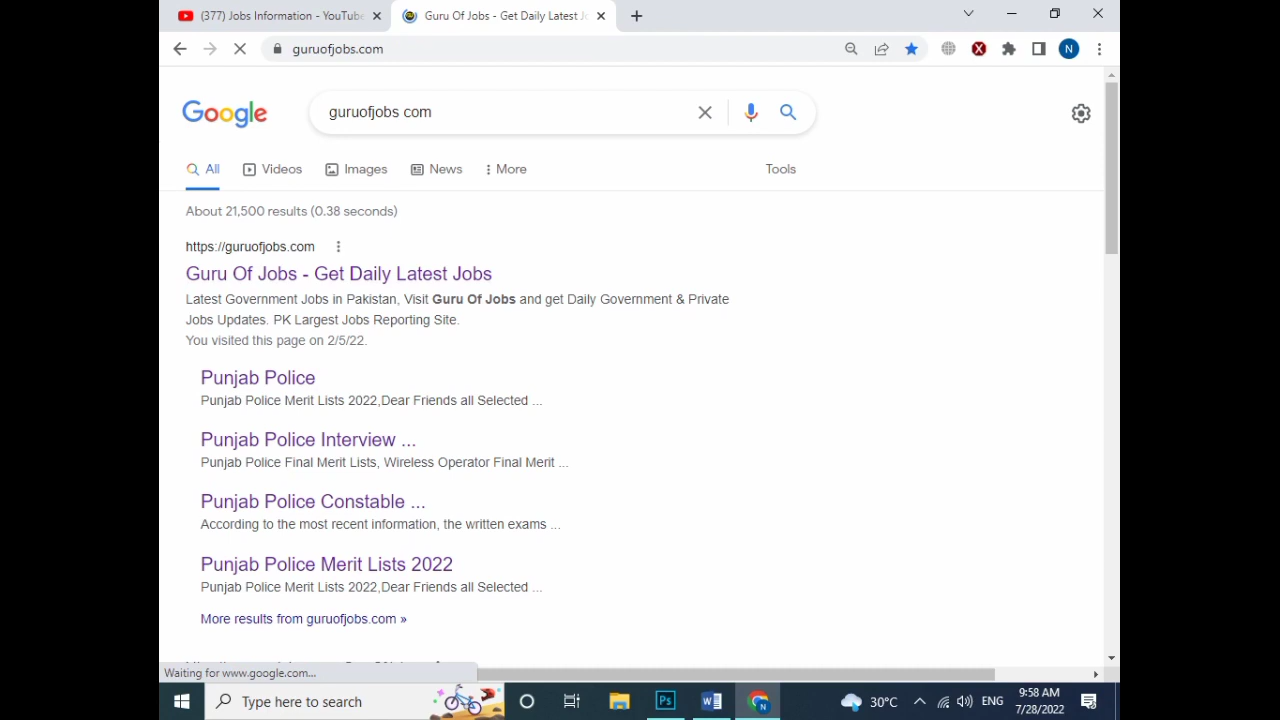 (377) Jobs Information - YouTube
Guru Of Jobs - Get Daily Latest J
guruofjobs.com
N
Google
guruofjobs com
All
Videos
Images
News
More
Tools
About 21,500 results (0.38 seconds)
https://guruofjobs.com
Guru Of Jobs - Get Daily Latest Jobs
Latest Government Jobs in Pakistan, Visit Guru Of Jobs and get Daily Government & Private
Jobs Updates. PK Largest Jobs Reporting Site.
You visited this page on 2/5/22.
Punjab Police
Punjab Police Merit Lists 2022,Dear Friends all Selected ...
Punjab Police Interview ...
Punjab Police Final Merit Lists, Wireless Operator Final Merit ...
Punjab Police Constable ...
According to the most recent information, the written exams ...
Punjab Police Merit Lists 2022
Punjab Police Merit Lists 2022,Dear Friends all Selected ...
More results from guruofjobs.com »
Waiting for www.google.com...
Type here to search
Ps
W
N
30°C
ENG
9:58 AM
7/28/2022